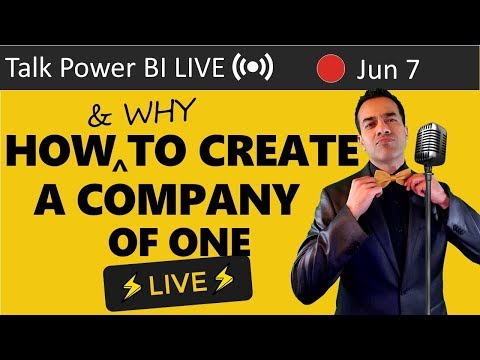 Talk Power BI LIVE
Jun 7
& WHY
HOW ^ TO CREATE
A COMPANY
OF ONE
⚡LIVE⚡